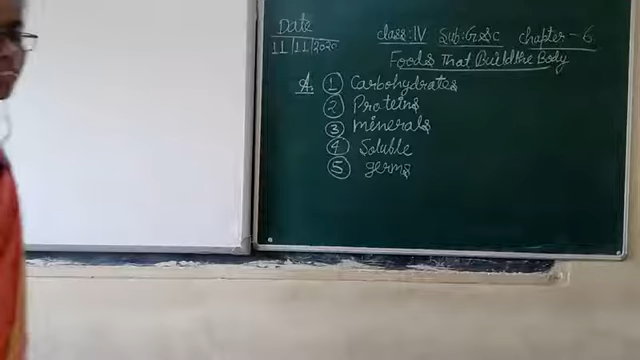 Date
11/11/2020
Class: IV Sub: G.Sc Chapter - 6
Foods That Build the Body
A. ① Carbohydrates
② Proteins
③ minerals
④ Soluble
⑤ germs